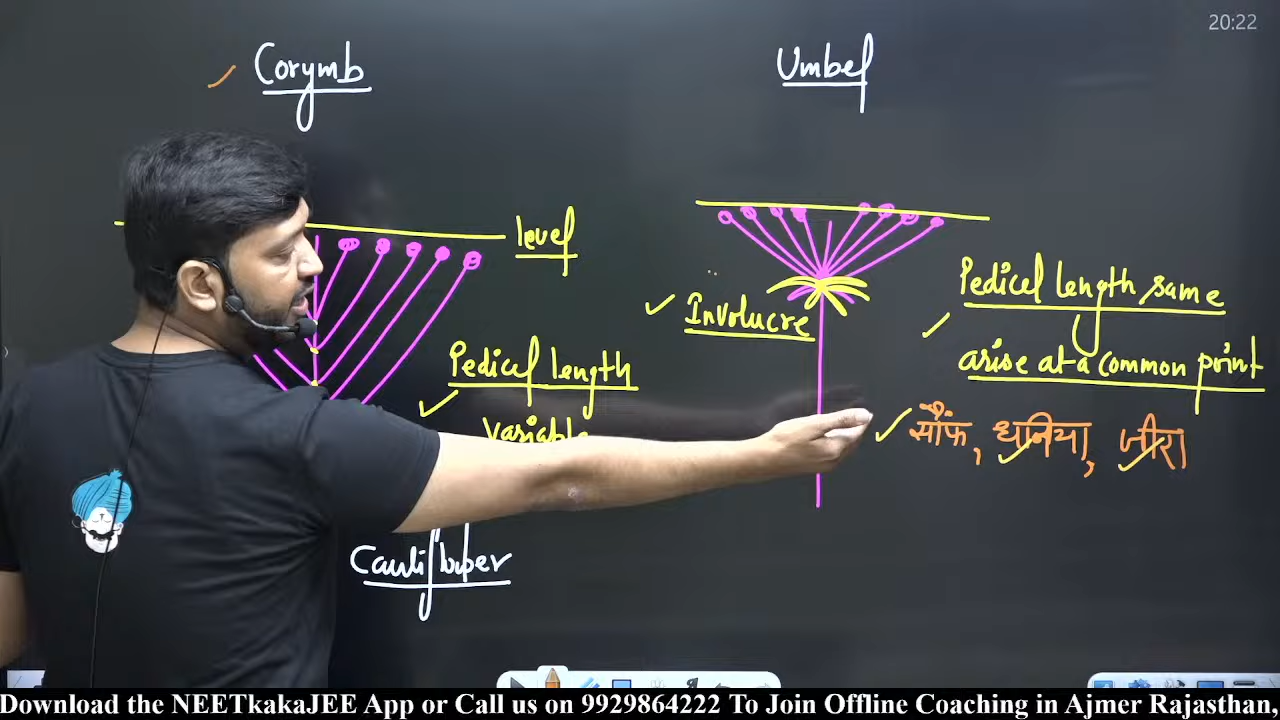 20:22
Corymb
Umbel
level
Involucre
Pedicel length same
arise at a common point
Pedicel length
variable
सौंफ, धनिया, जीरा
Cauliflower
Download the NEETkakaJEE App or Call us on 9929864222 To Join Offline Coaching in Ajmer Rajasthan,